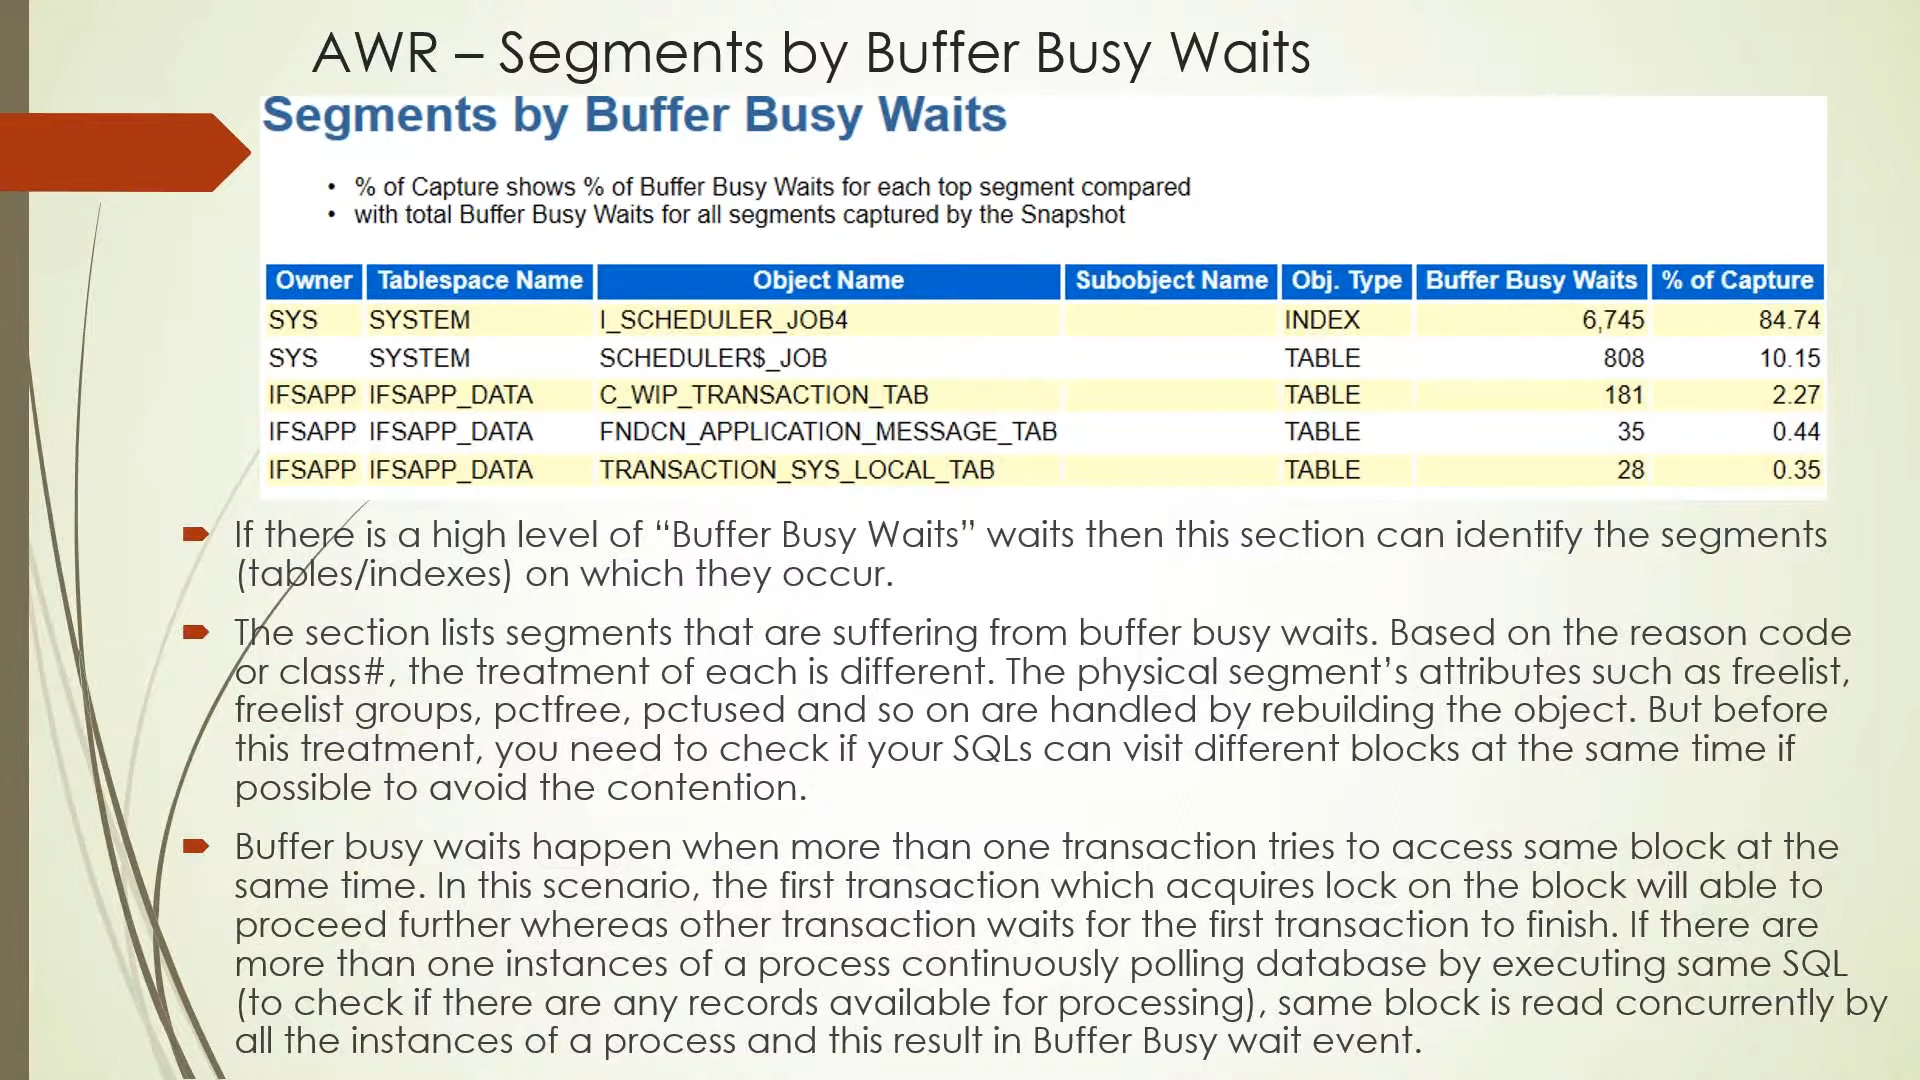 AWR – Segments by Buffer Busy Waits
Segments by Buffer Busy Waits
• % of Capture shows % of Buffer Busy Waits for each top segment compared
• with total Buffer Busy Waits for all segments captured by the Snapshot
Owner Tablespace Name Object Name Subobject Name Obj. Type Buffer Busy Waits % of Capture
SYS SYSTEM I_SCHEDULER_JOB4 INDEX 6,745 84.74
SYS SYSTEM SCHEDULER$_JOB TABLE 808 10.15
IFSAPP IFSAPP_DATA C_WIP_TRANSACTION_TAB TABLE 181 2.27
IFSAPP IFSAPP_DATA FNDCN_APPLICATION_MESSAGE_TAB TABLE 35 0.44
IFSAPP IFSAPP_DATA TRANSACTION_SYS_LOCAL_TAB TABLE 28 0.35
If there is a high level of “Buffer Busy Waits” waits then this section can identify the segments
(tables/indexes) on which they occur.
The section lists segments that are suffering from buffer busy waits. Based on the reason code
or class#, the treatment of each is different. The physical segment’s attributes such as freelist,
freelist groups, pctfree, pctused and so on are handled by rebuilding the object. But before
this treatment, you need to check if your SQLs can visit different blocks at the same time if
possible to avoid the contention.
Buffer busy waits happen when more than one transaction tries to access same block at the
same time. In this scenario, the first transaction which acquires lock on the block will able to
proceed further whereas other transaction waits for the first transaction to finish. If there are
more than one instances of a process continuously polling database by executing same SQL
(to check if there are any records available for processing), same block is read concurrently by
all the instances of a process and this result in Buffer Busy wait event.